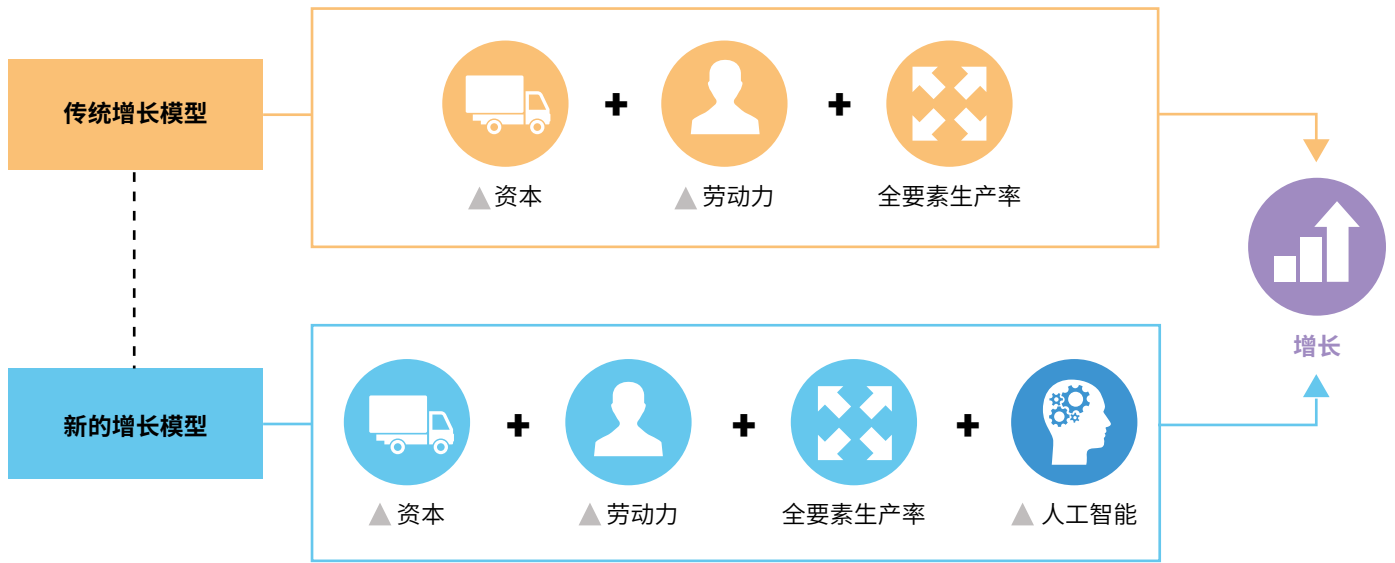 传统增长模型
资本
劳动力
全要素生产率
增长
新的增长模型
资本
劳动力
全要素生产率
人工智能